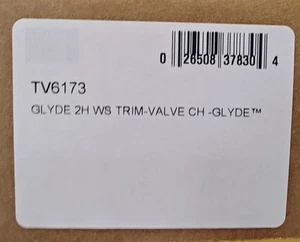 0 26508 37830 4
TV6173
GLYDE 2H WS TRIM-VALVE CH -GLYDE™